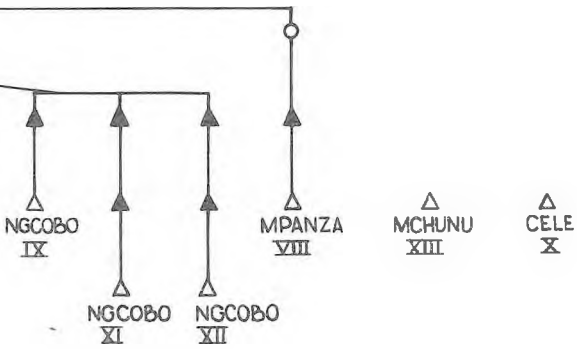 NGCOBO
IX
MPANZA
VIII
MCHUNU
XIII
CELE
X
NGCOBO
XI
NGCOBO
XII